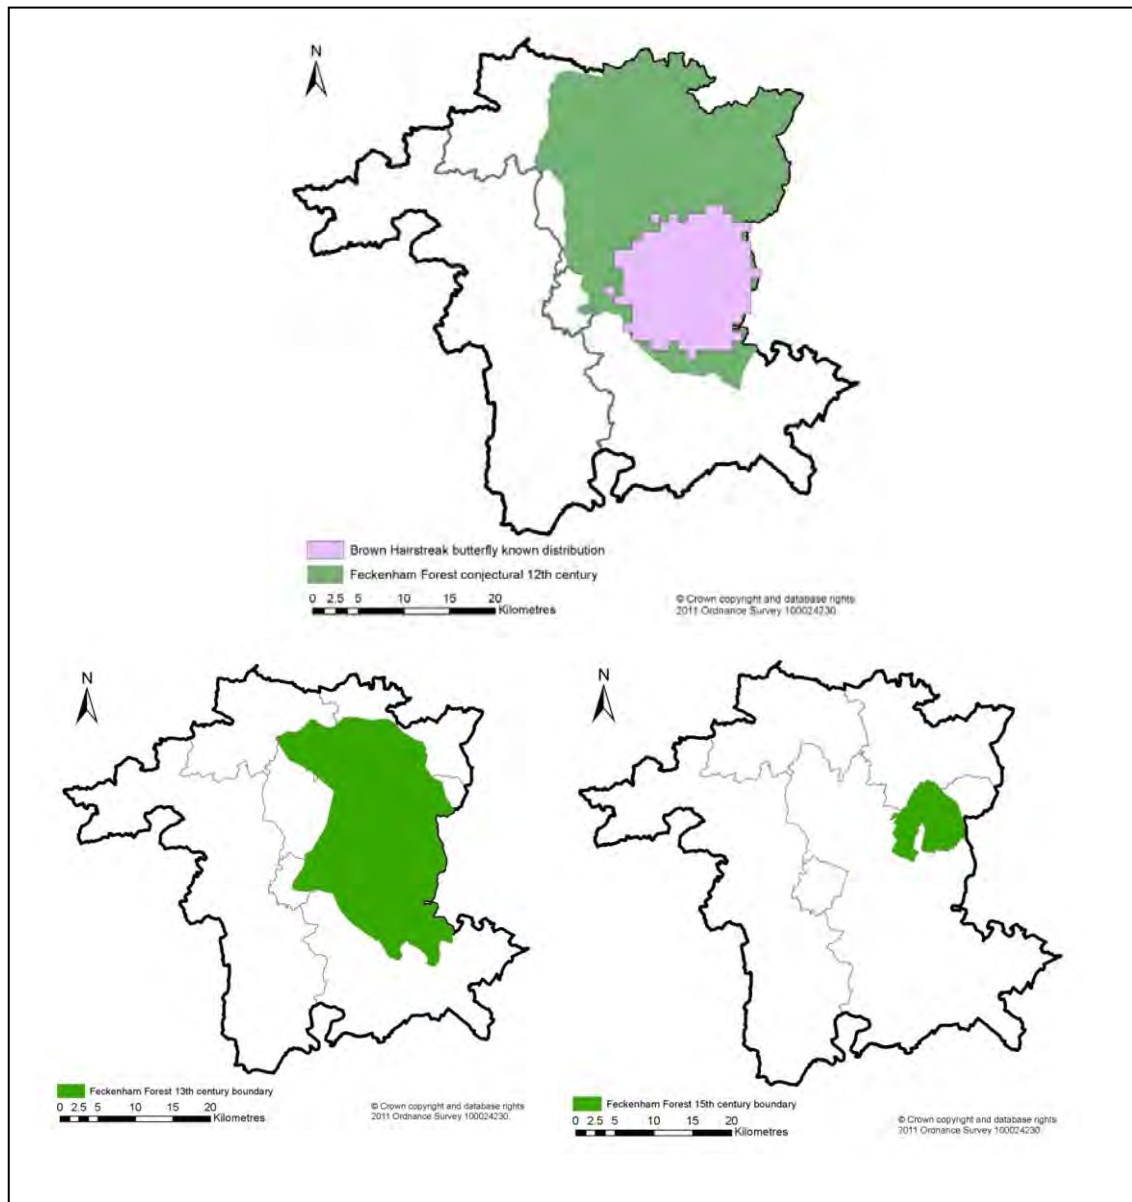 N
Brown Hairstreak butterfly known distribution
Feckenham Forest conjectural 12th century
0 2.5 5 10 15 20
Kilometres
© Crown copyright and database rights
2011 Ordnance Survey 100024230.
N
Feckenham Forest 13th century boundary
0 2.5 5 10 15 20
Kilometres
© Crown copyright and database rights
2011 Ordnance Survey 100024230.
N
Feckenham Forest 15th century boundary
0 2.5 5 10 15 20
Kilometres
© Crown copyright and database rights
2011 Ordnance Survey 100024230.